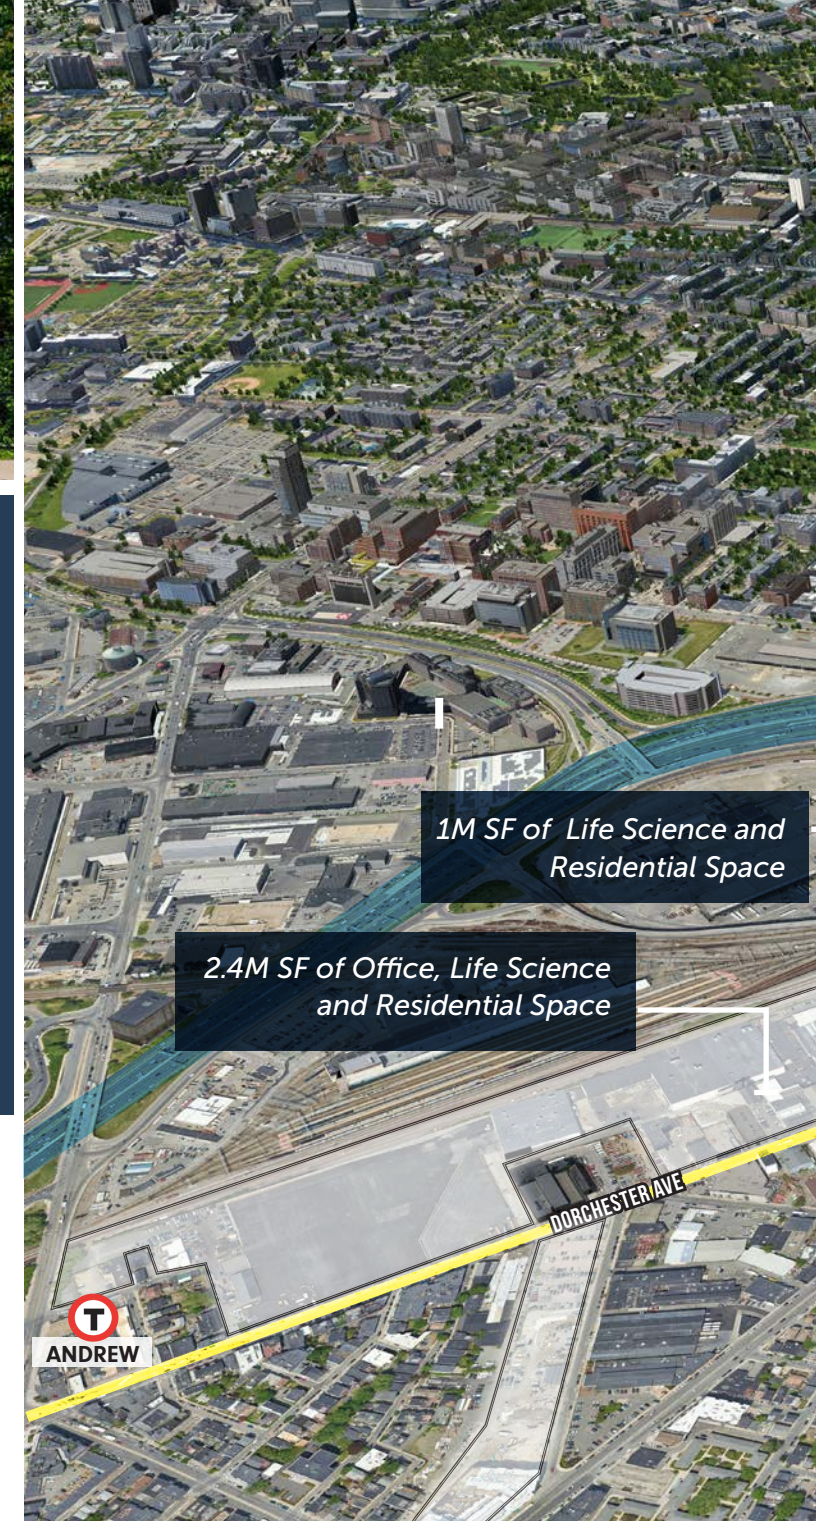 1M SF of Life Science and
Residential Space
2.4M SF of Office, Life Science
and Residential Space
DORCHESTER AVE
T
ANDREW